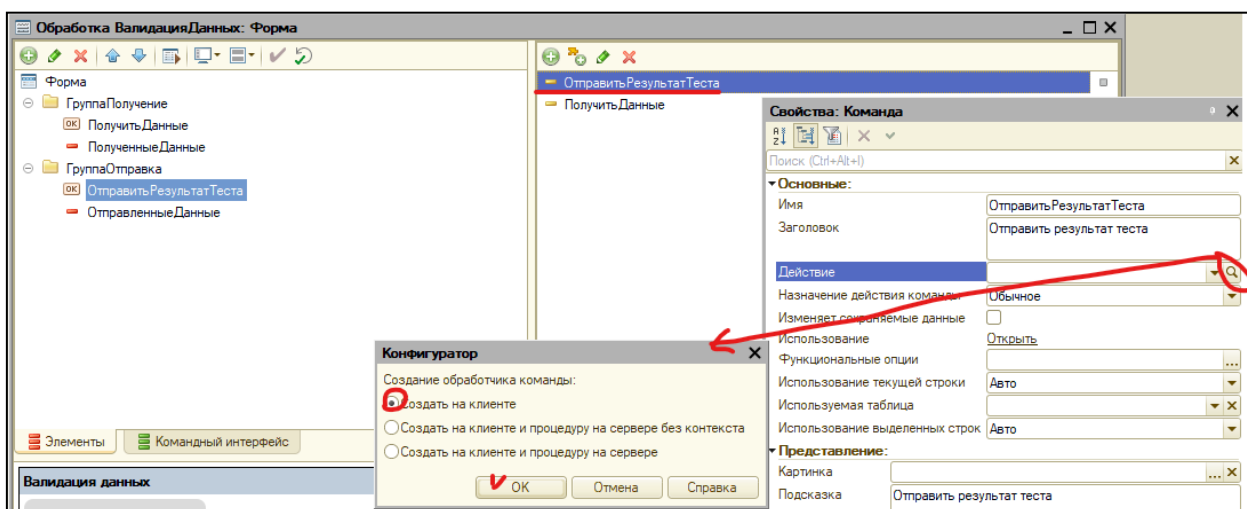 Обработка ВалидацияДанных: Форма
Форма
ГруппаПолучение
ПолучитьДанные
ПолученныеДанные
ГруппаОтправка
ОтправитьРезультатТеста
ОтправленныеДанные
Элементы
Командный интерфейс
Валидация данных
ОтправитьРезультатТеста
ПолучитьДанные
Свойства: Команда
Поиск (Ctrl+Alt+I)
Основные:
Имя ОтправитьРезультатТеста
Заголовок Отправить результат теста
Действие
Назначение действия команды Обычное
Изменяет сохраняемые данные
Использование Открыть
Функциональные опции
Использование текущей строки Авто
Используемая таблица
Использование выделенных строк Авто
Представление:
Картинка
Подсказка Отправить результат теста
Конфигуратор
Создание обработчика команды:
Создать на клиенте
Создать на клиенте и процедуру на сервере без контекста
Создать на клиенте и процедуру на сервере
OK Отмена Справка